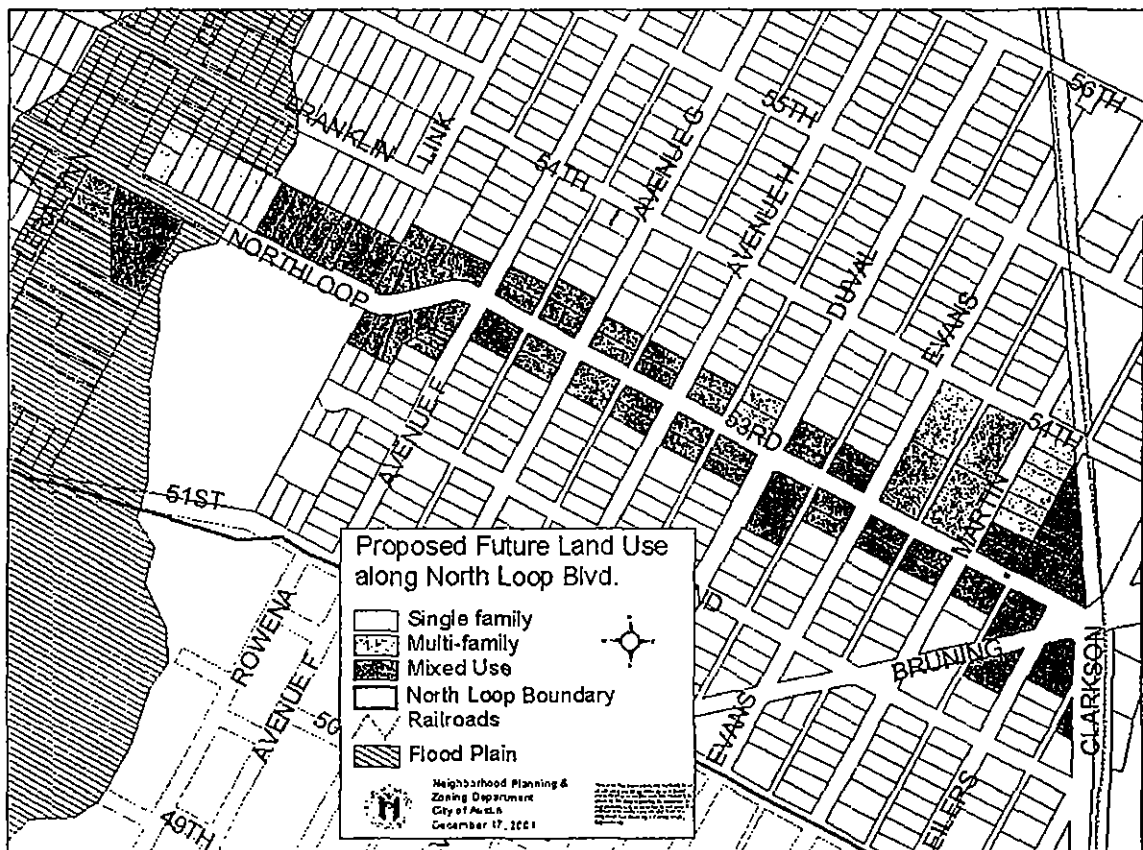 56TH
55TH
FRANKLIN
LINK
54TH
AVENUE G
AVENUE H
DUVAL
EVANS
NORTHLOOP
53RD
54TH
MARTIN
AVENUE F
51ST
BRUNING
CLARKSON
ROWENA
AVENUE F
50
49TH
EVANS
EILERS
ND
Proposed Future Land Use
along North Loop Blvd.
Single family
Multi-family
Mixed Use
North Loop Boundary
Railroads
Flood Plain
Neighborhood Planning &
Zoning Department
City of Austin
December 17, 2001